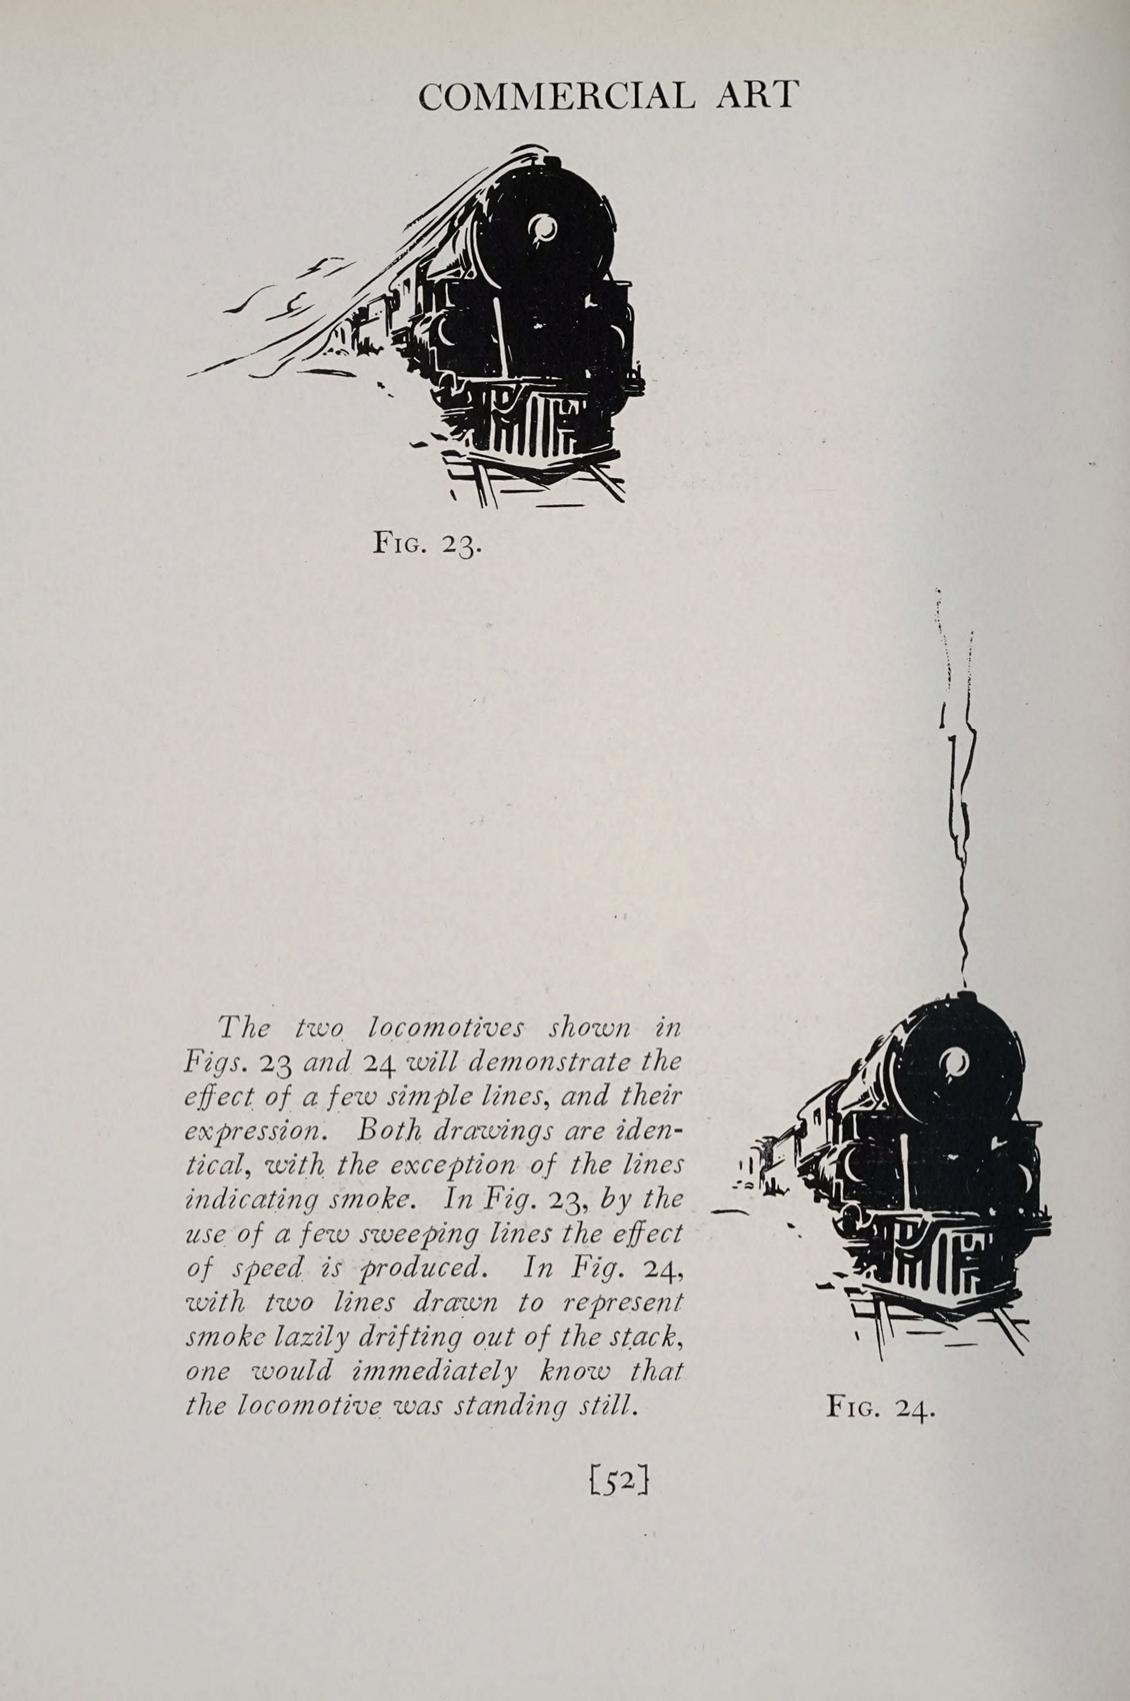 COMMERCIAL ART
FIG. 23.
The two locomotives shown in
Figs. 23 and 24 will demonstrate the
effect of a few simple lines, and their
expression. Both drawings are iden-
tical, with the exception of the lines
indicating smoke. In Fig. 23, by the
use of a few sweeping lines the effect
of speed is produced. In Fig. 24,
with two lines drawn to represent
smoke lazily drifting out of the stack,
one would immediately know that
the locomotive was standing still.
FIG. 24.
[52]